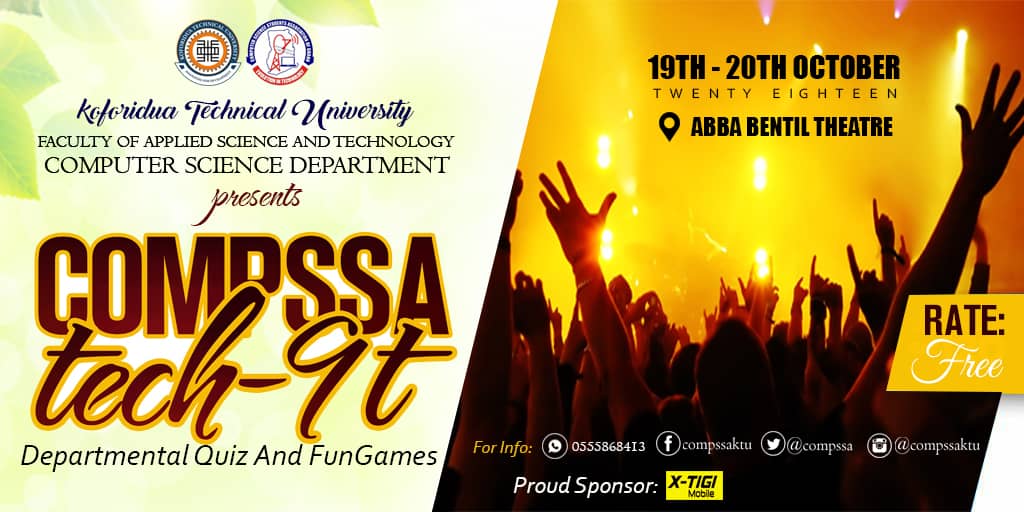 Koforidua Technical University
FACULTY OF APPLIED SCIENCE AND TECHNOLOGY
COMPUTER SCIENCE DEPARTMENT
presents
COMPSSA
tech-9t
Departmental Quiz And FunGames
19TH - 20TH OCTOBER
TWENTY EIGHTEEN
ABBA BENTIL THEATRE
RATE:
Free
For Info: 0555868413 compssaktu @compssa @compssaktu
Proud Sponsor: X-TIGI
Mobile